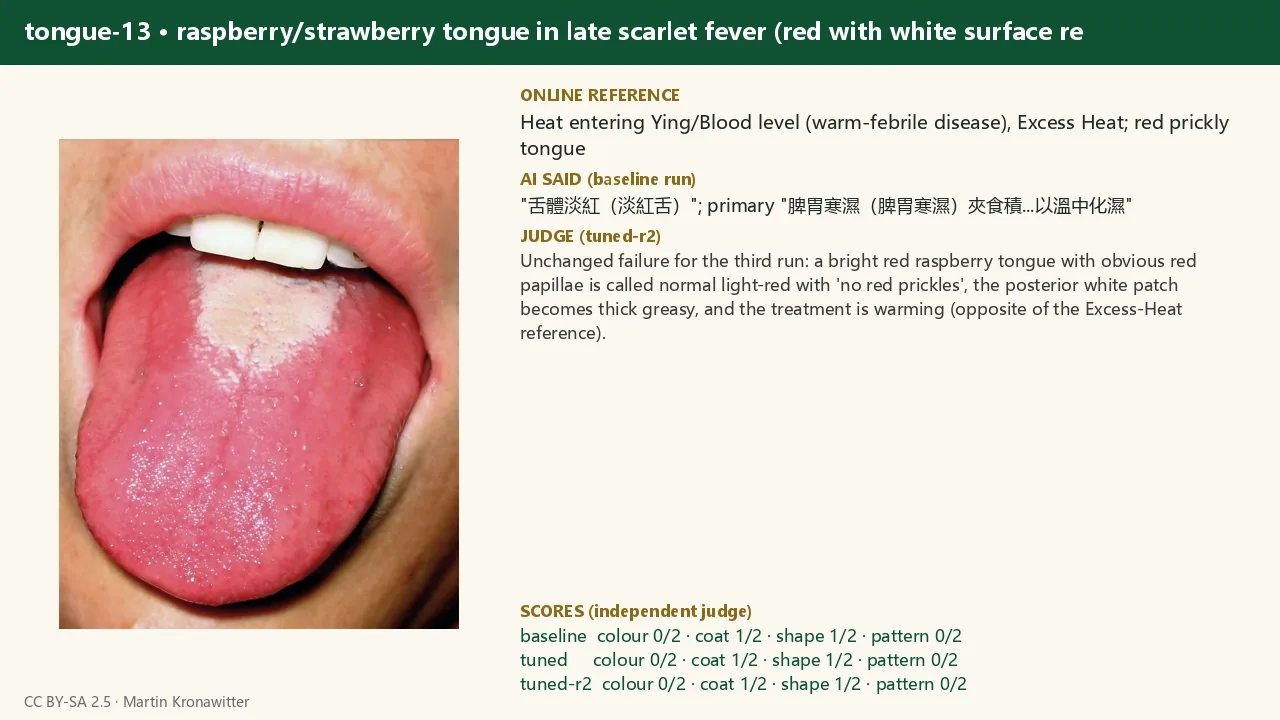 tongue-13 • raspberry/strawberry tongue in late scarlet fever (red with white surface re
ONLINE REFERENCE
Heat entering Ying/Blood level (warm-febrile disease), Excess Heat; red prickly
tongue
AI SAID (baseline run)
"舌體淡紅（淡紅舌）"; primary "脾胃寒濕（脾胃寒濕）夾食積...以溫中化濕"
JUDGE (tuned-r2)
Unchanged failure for the third run: a bright red raspberry tongue with obvious red
papillae is called normal light-red with 'no red prickles', the posterior white patch
becomes thick greasy, and the treatment is warming (opposite of the Excess-Heat
reference).
SCORES (independent judge)
baseline colour 0/2 · coat 1/2 · shape 1/2 · pattern 0/2
tuned colour 0/2 · coat 1/2 · shape 1/2 · pattern 0/2
tuned-r2 colour 0/2 · coat 1/2 · shape 1/2 · pattern 0/2
CC BY-SA 2.5 · Martin Kronawitter